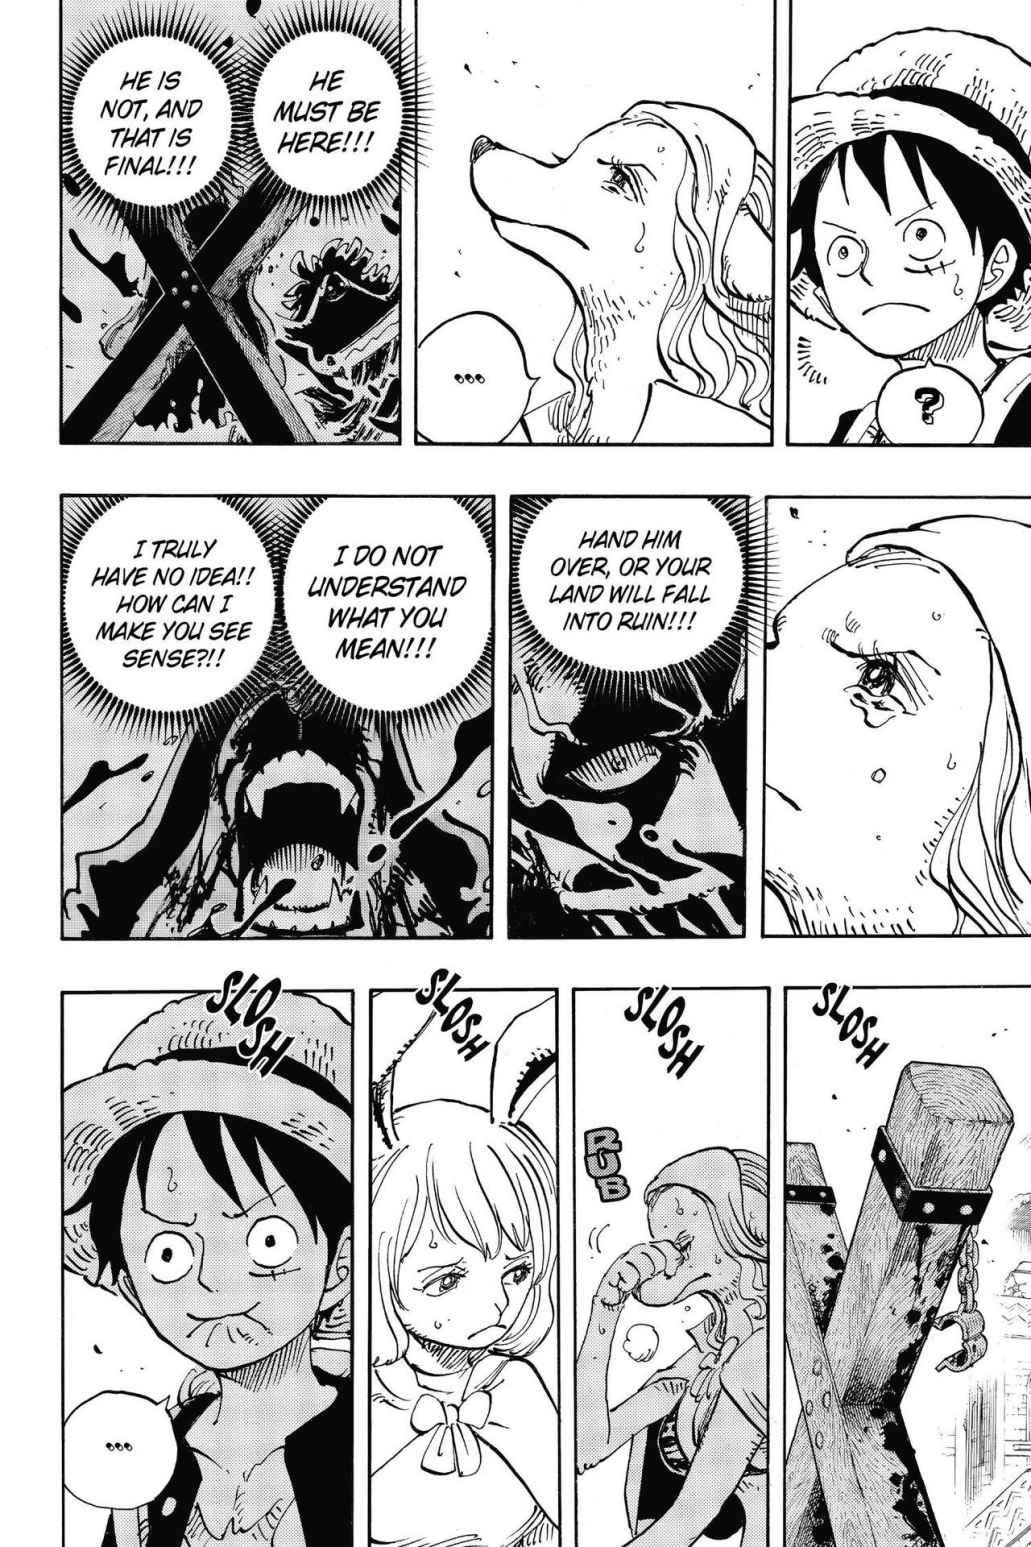 ?
...
HE
MUST BE
HERE!!!
HE IS
NOT, AND
THAT IS
FINAL!!!
HAND HIM
OVER, OR YOUR
LAND WILL FALL
INTO RUIN!!!
I DO NOT
UNDERSTAND
WHAT YOU
MEAN!!!
I TRULY
HAVE NO IDEA!!
HOW CAN I
MAKE YOU SEE
SENSE?!!
SLOSH
SLOSH
RUB
SLOSH
SLOSH
...